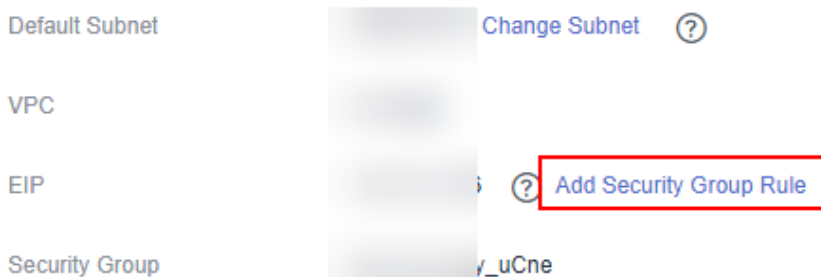 Default Subnet Change Subnet ?
VPC
EIP ? Add Security Group Rule
Security Group y_uCne